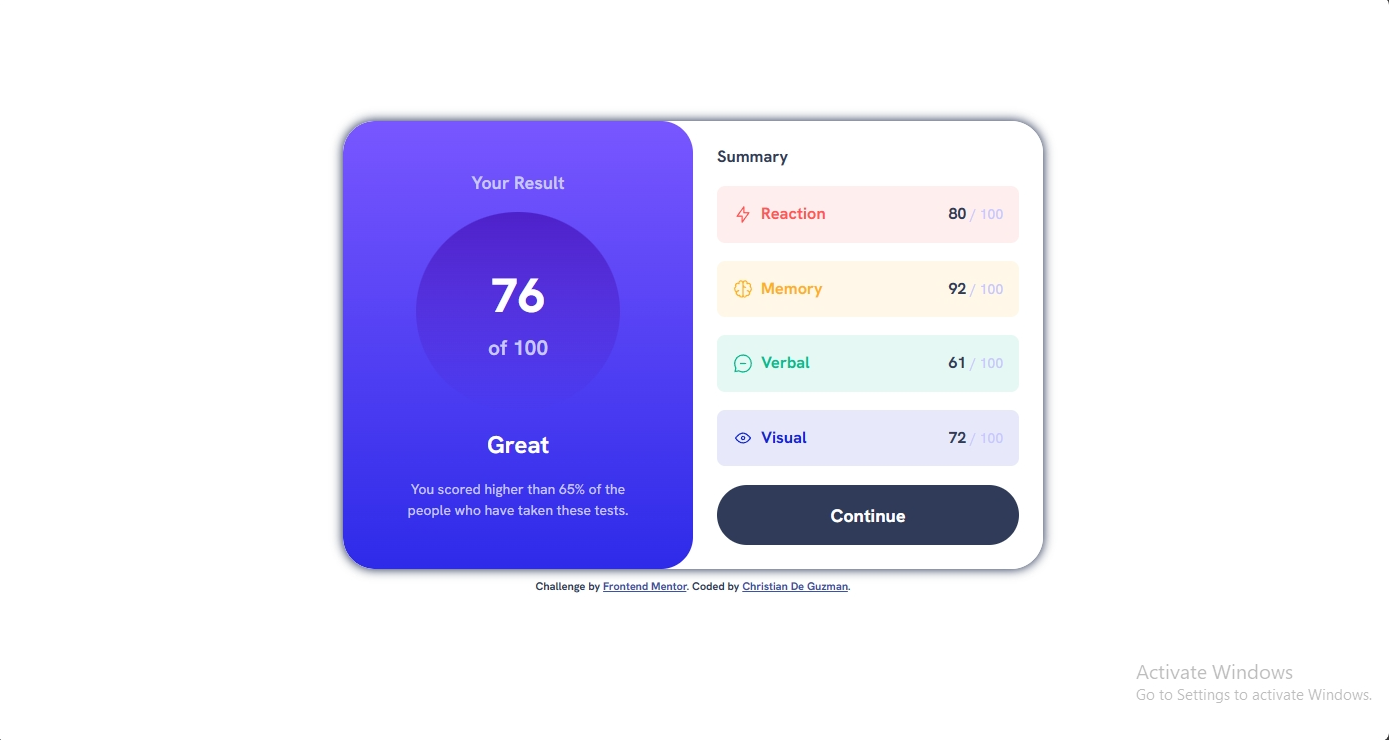 Your Result
76
of 100
Great
You scored higher than 65% of the
people who have taken these tests.
Summary
Reaction 80 / 100
Memory 92 / 100
Verbal 61 / 100
Visual 72 / 100
Continue
Challenge by Frontend Mentor. Coded by Christian De Guzman.
Activate Windows
Go to Settings to activate Windows.